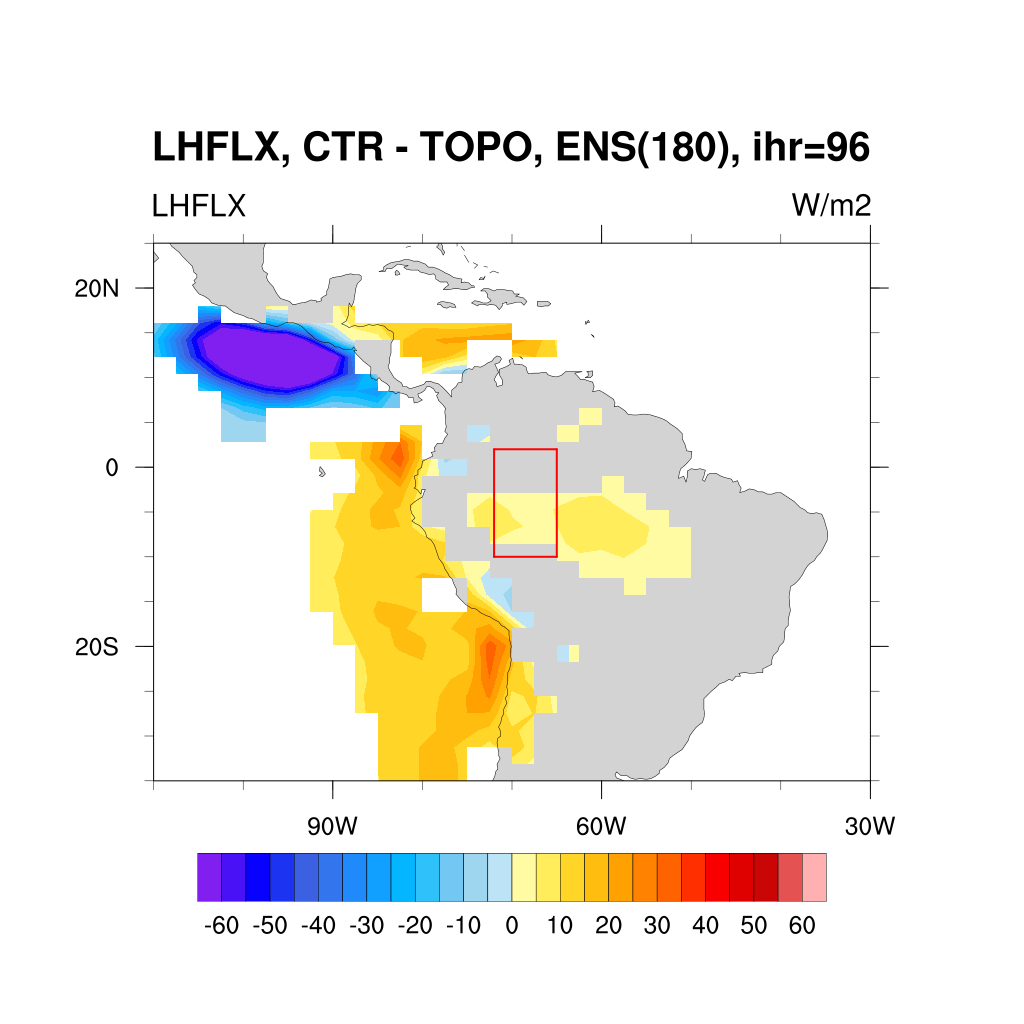 LHFLX, CTR - TOPO, ENS(180), ihr=96
LHFLX W/m2
20N
0
20S
90W 60W 30W
-60 -50 -40 -30 -20 -10 0 10 20 30 40 50 60